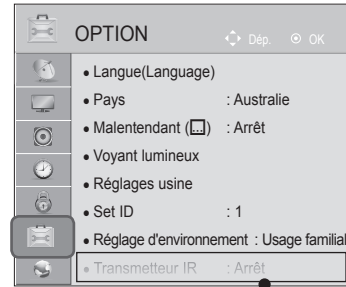 OPTION
Dép. OK
• Langue(Language)
• Pays : Australie
• Malentendant ( ) : Arrêt
• Voyant lumineux
• Réglages usine
• Set ID : 1
• Réglage d'environnement : Usage familial
• Transmetteur IR : Arrêt